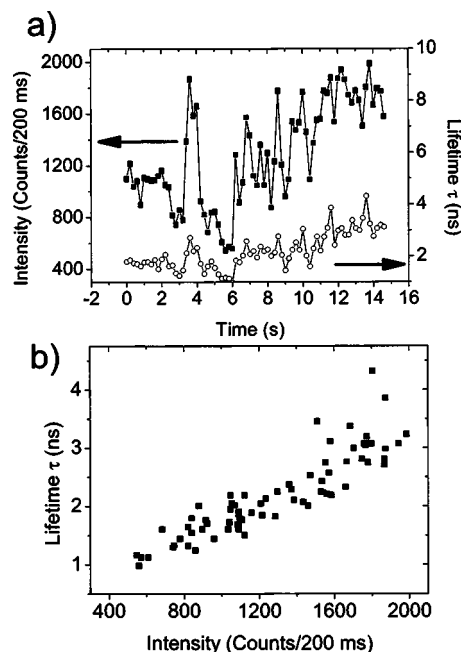 a)
2000
1600
1200
800
400
Intensity (Counts/200 ms)
10
8
6
4
2
Lifetime τ (ns)
-2 0 2 4 6 8 10 12 14 16
Time (s)
b)
4
3
2
1
Lifetime τ (ns)
400 800 1200 1600 2000
Intensity (Counts/200 ms)